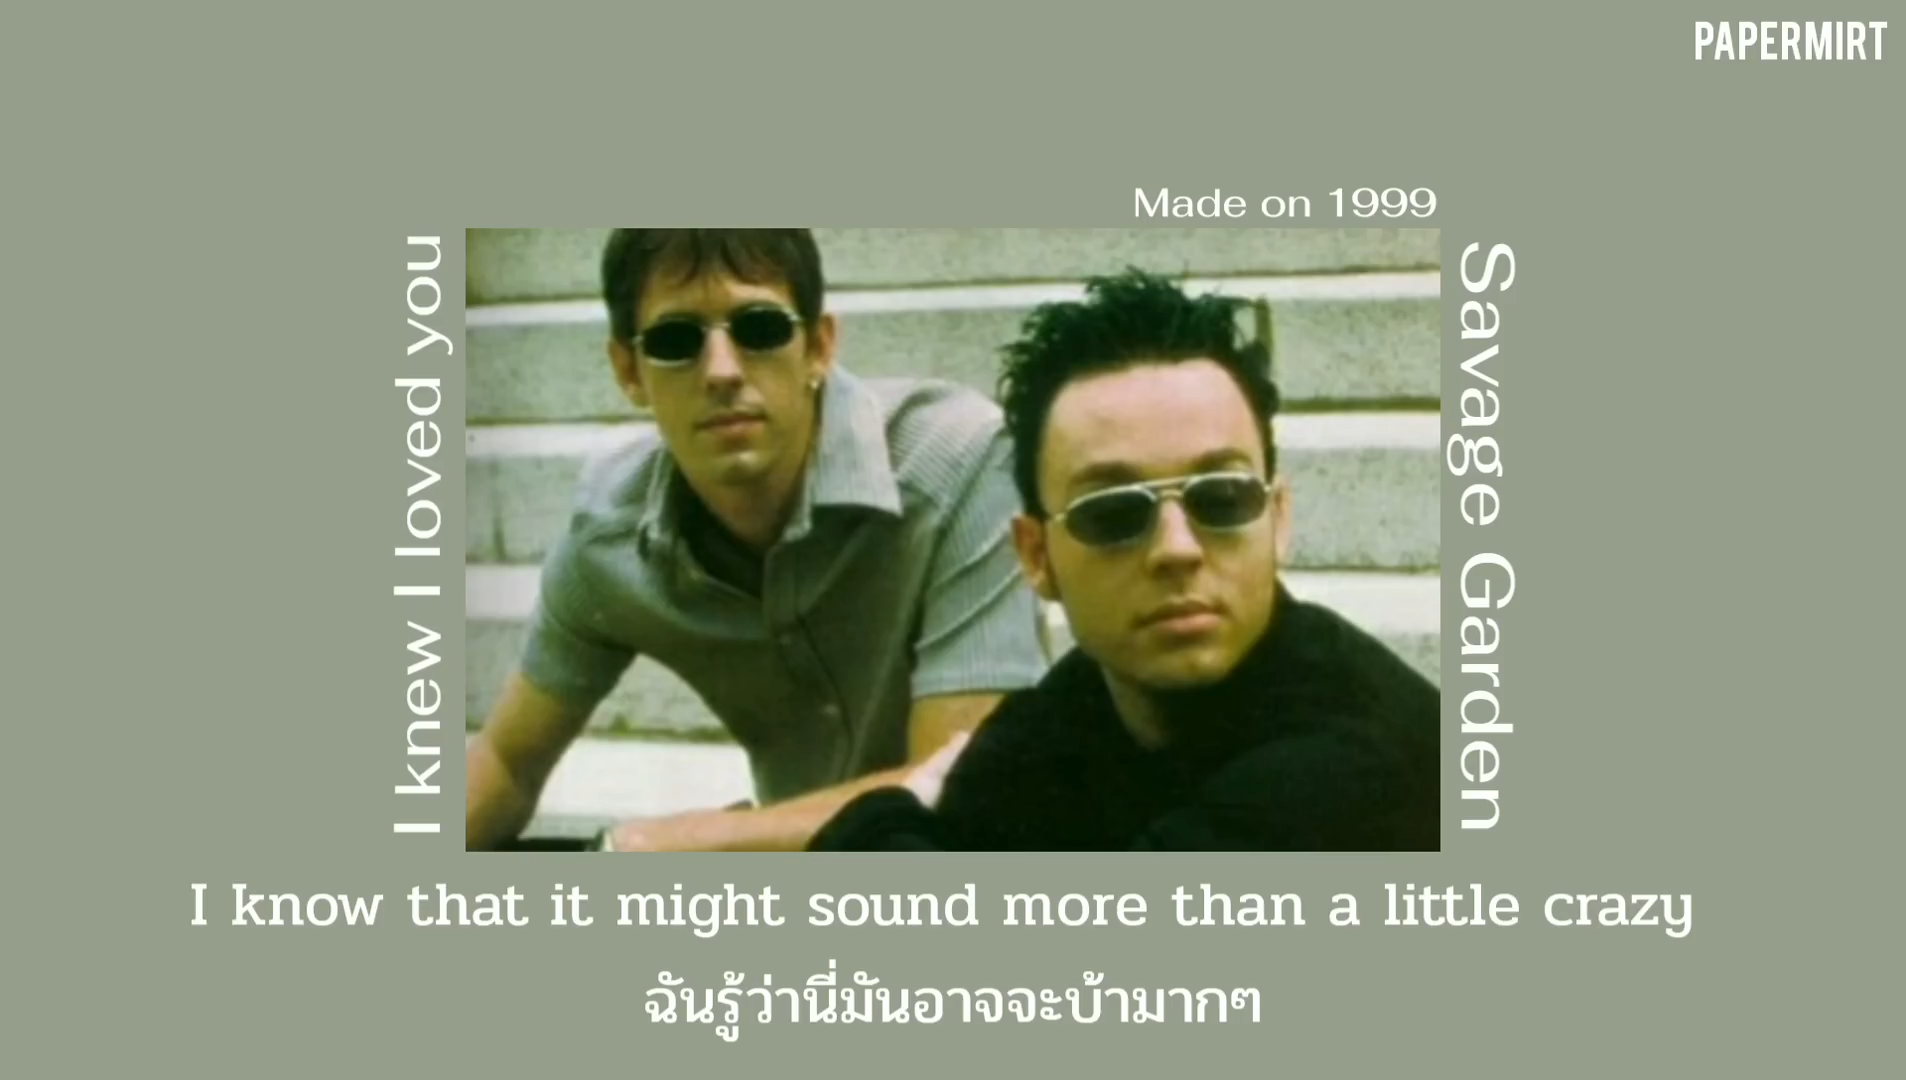 PAPERMIRT
Made on 1999
I knew I loved you
Savage Garden
I know that it might sound more than a little crazy
ฉันรู้ว่านี่มันอาจจะบ้ามากๆ